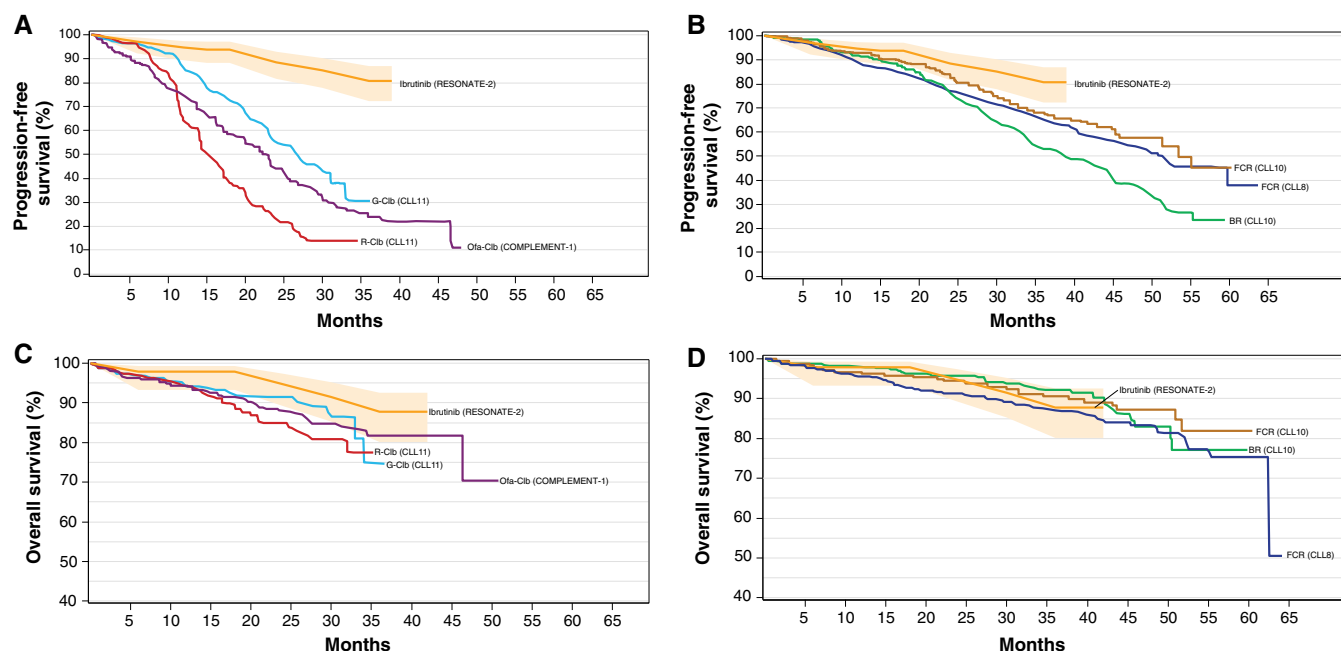 A
Progression-free
survival (%)
100
90
80
70
60
50
40
30
20
10
0
Ibrutinib (RESONATE-2)
G-Clb (CLL11)
R-Clb (CLL11)
Ofa-Clb (COMPLEMENT-1)
5 10 15 20 25 30 35 40 45 50 55 60 65
Months
B
Progression-free
survival (%)
100
90
80
70
60
50
40
30
20
10
0
Ibrutinib (RESONATE-2)
FCR (CLL10)
FCR (CLL8)
BR (CLL10)
5 10 15 20 25 30 35 40 45 50 55 60 65
Months
C
Overall survival (%)
100
90
80
70
60
50
40
Ibrutinib (RESONATE-2)
R-Clb (CLL11)
G-Clb (CLL11)
Ofa-Clb (COMPLEMENT-1)
5 10 15 20 25 30 35 40 45 50 55 60 65
Months
D
Overall survival (%)
100
90
80
70
60
50
40
Ibrutinib (RESONATE-2)
FCR (CLL10)
BR (CLL10)
FCR (CLL8)
5 10 15 20 25 30 35 40 45 50 55 60 65
Months